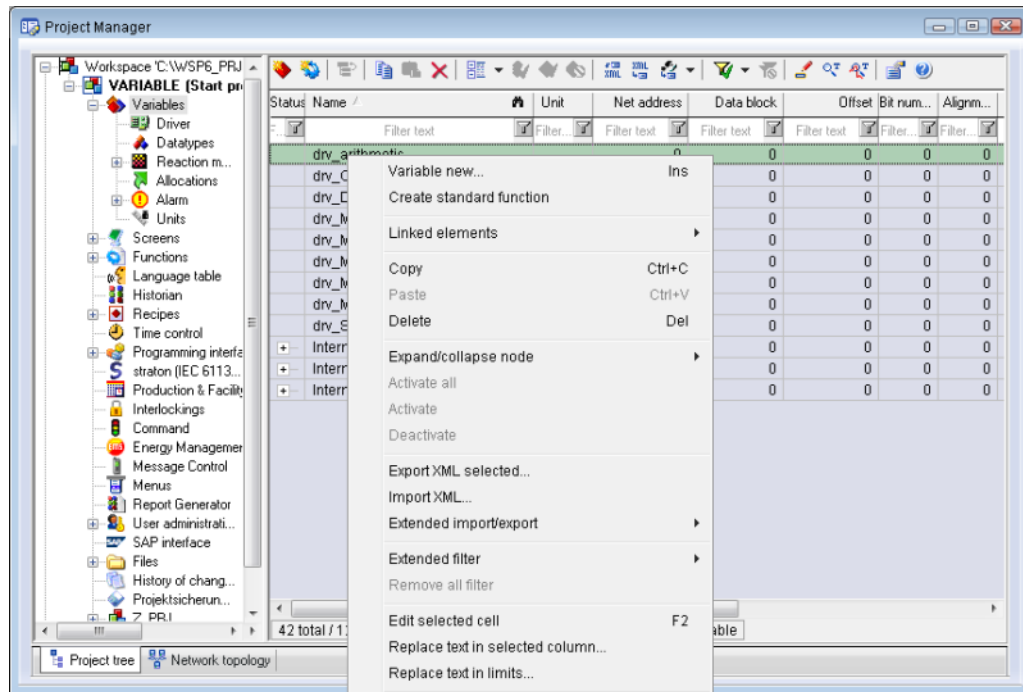 Project Manager
Workspace 'C:\WSP6_PRJ
VARIABLE (Start pr
Variables
Driver
Datatypes
Reaction m...
Allocations
Alarm
Units
Screens
Functions
Language table
Historian
Recipes
Time control
Programming interfa
straton (IEC 6113...
Production & Facility
Interlockings
Command
Energy Managemer
Message Control
Menus
Report Generator
User administrati...
SAP interface
Files
History of chang...
Projektsicherun...
Z_PRJ
Project tree Network topology
Status Name Unit Net address Data block Offset Bit num... Alignm...
F... Filter text Filter... Filter text Filter text Filter text Filter... Filter...
drv_arithmetic 0 0 0 0 0
drv_C 0 0 0 0
drv_D 0 0 0 0
drv_M 0 0 0 0
drv_M 0 0 0 0
drv_M 0 0 0 0
drv_M 0 0 0 0
drv_M 0 0 0 0
drv_S 0 0 0 0
Interr 0 0 0 0
Interr 0 0 0 0
Interr 0 0 0 0
42 total / 1
able
Variable new... Ins
Create standard function
Linked elements
Copy Ctrl+C
Paste Ctrl+V
Delete Del
Expand/collapse node
Activate all
Activate
Deactivate
Export XML selected...
Import XML...
Extended import/export
Extended filter
Remove all filter
Edit selected cell F2
Replace text in selected column...
Replace text in limits...